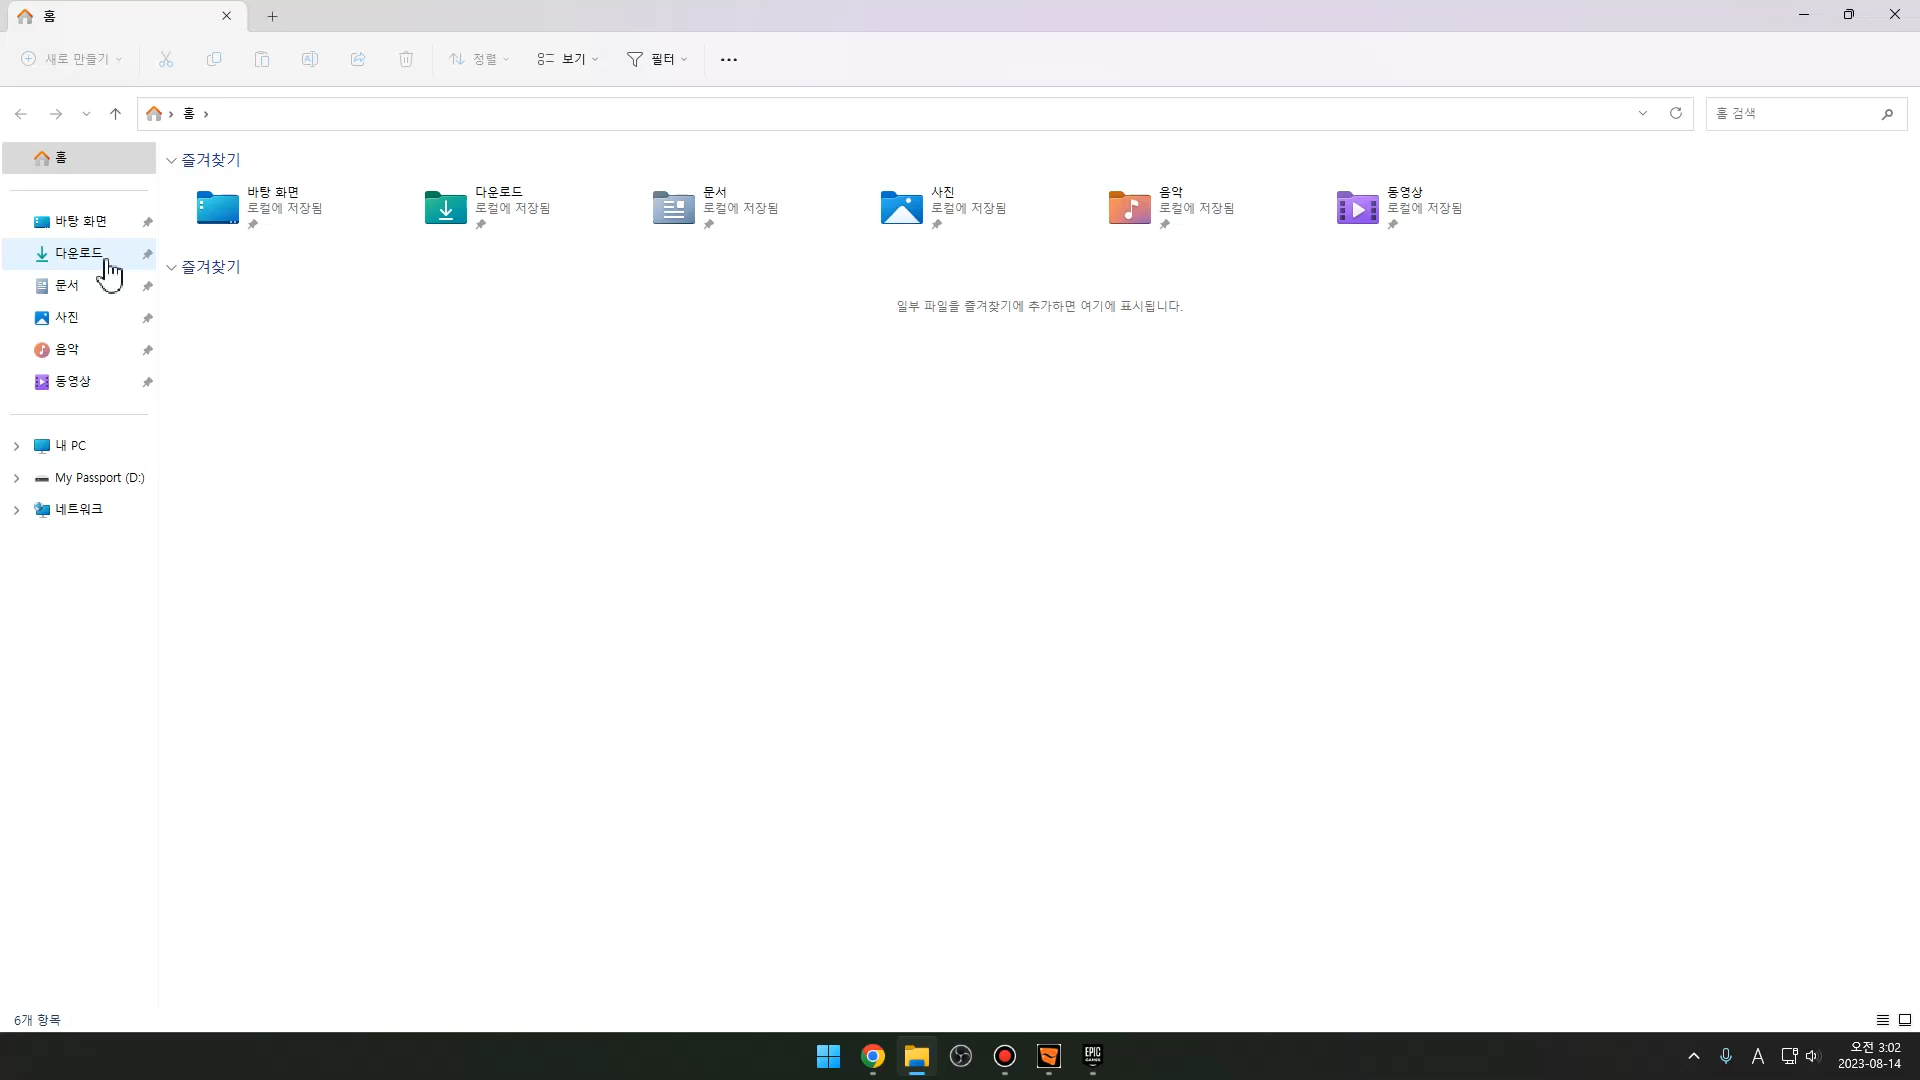 홈
새로 만들기
정렬
보기
필터
홈
홈 검색
홈
바탕 화면
다운로드
문서
사진
음악
동영상
내 PC
My Passport (D:)
네트워크
즐겨찾기
바탕 화면
로컬에 저장됨
다운로드
로컬에 저장됨
문서
로컬에 저장됨
사진
로컬에 저장됨
음악
로컬에 저장됨
동영상
로컬에 저장됨
즐겨찾기
일부 파일을 즐겨찾기에 추가하면 여기에 표시됩니다.
6개 항목
EPIC
GAMES
A
오전 3:02
2023-08-14